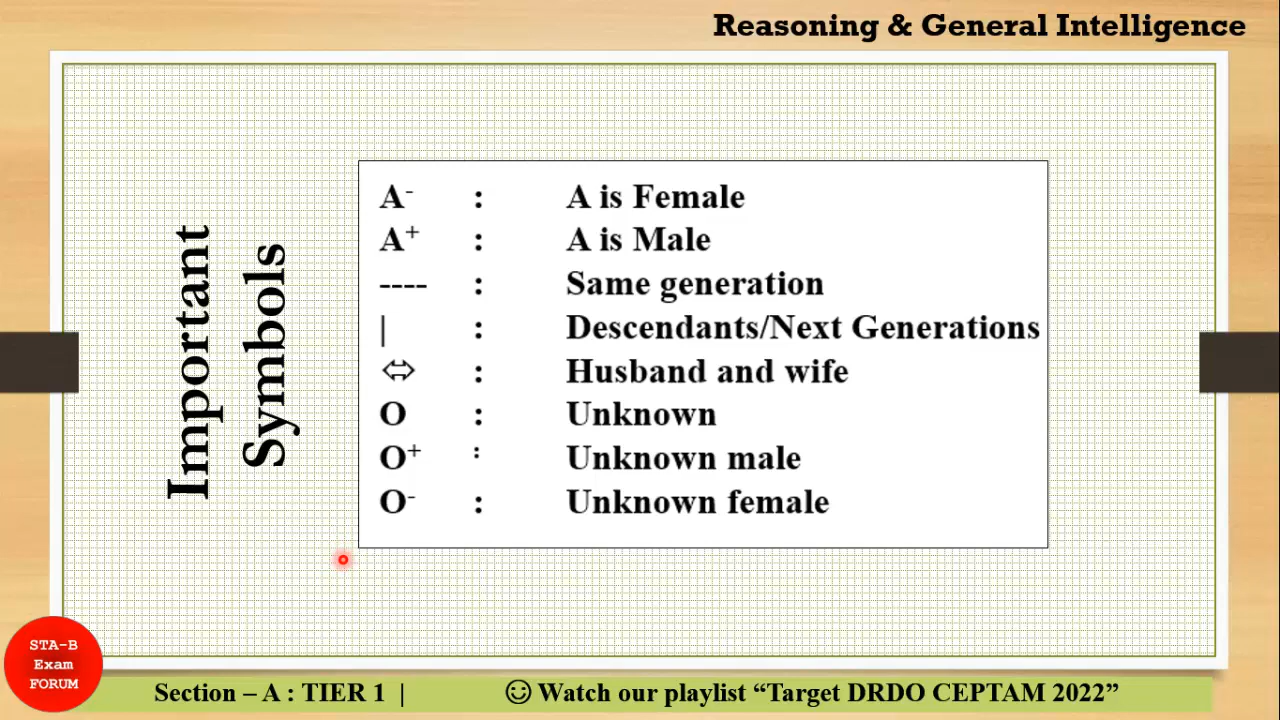 Reasoning & General Intelligence
Important
Symbols
A⁻ : A is Female
A⁺ : A is Male
---- : Same generation
| : Descendants/Next Generations
⇔ : Husband and wife
O : Unknown
O⁺ : Unknown male
O⁻ : Unknown female
STA-B
Exam
FORUM
Section – A : TIER 1 | ☺ Watch our playlist “Target DRDO CEPTAM 2022”